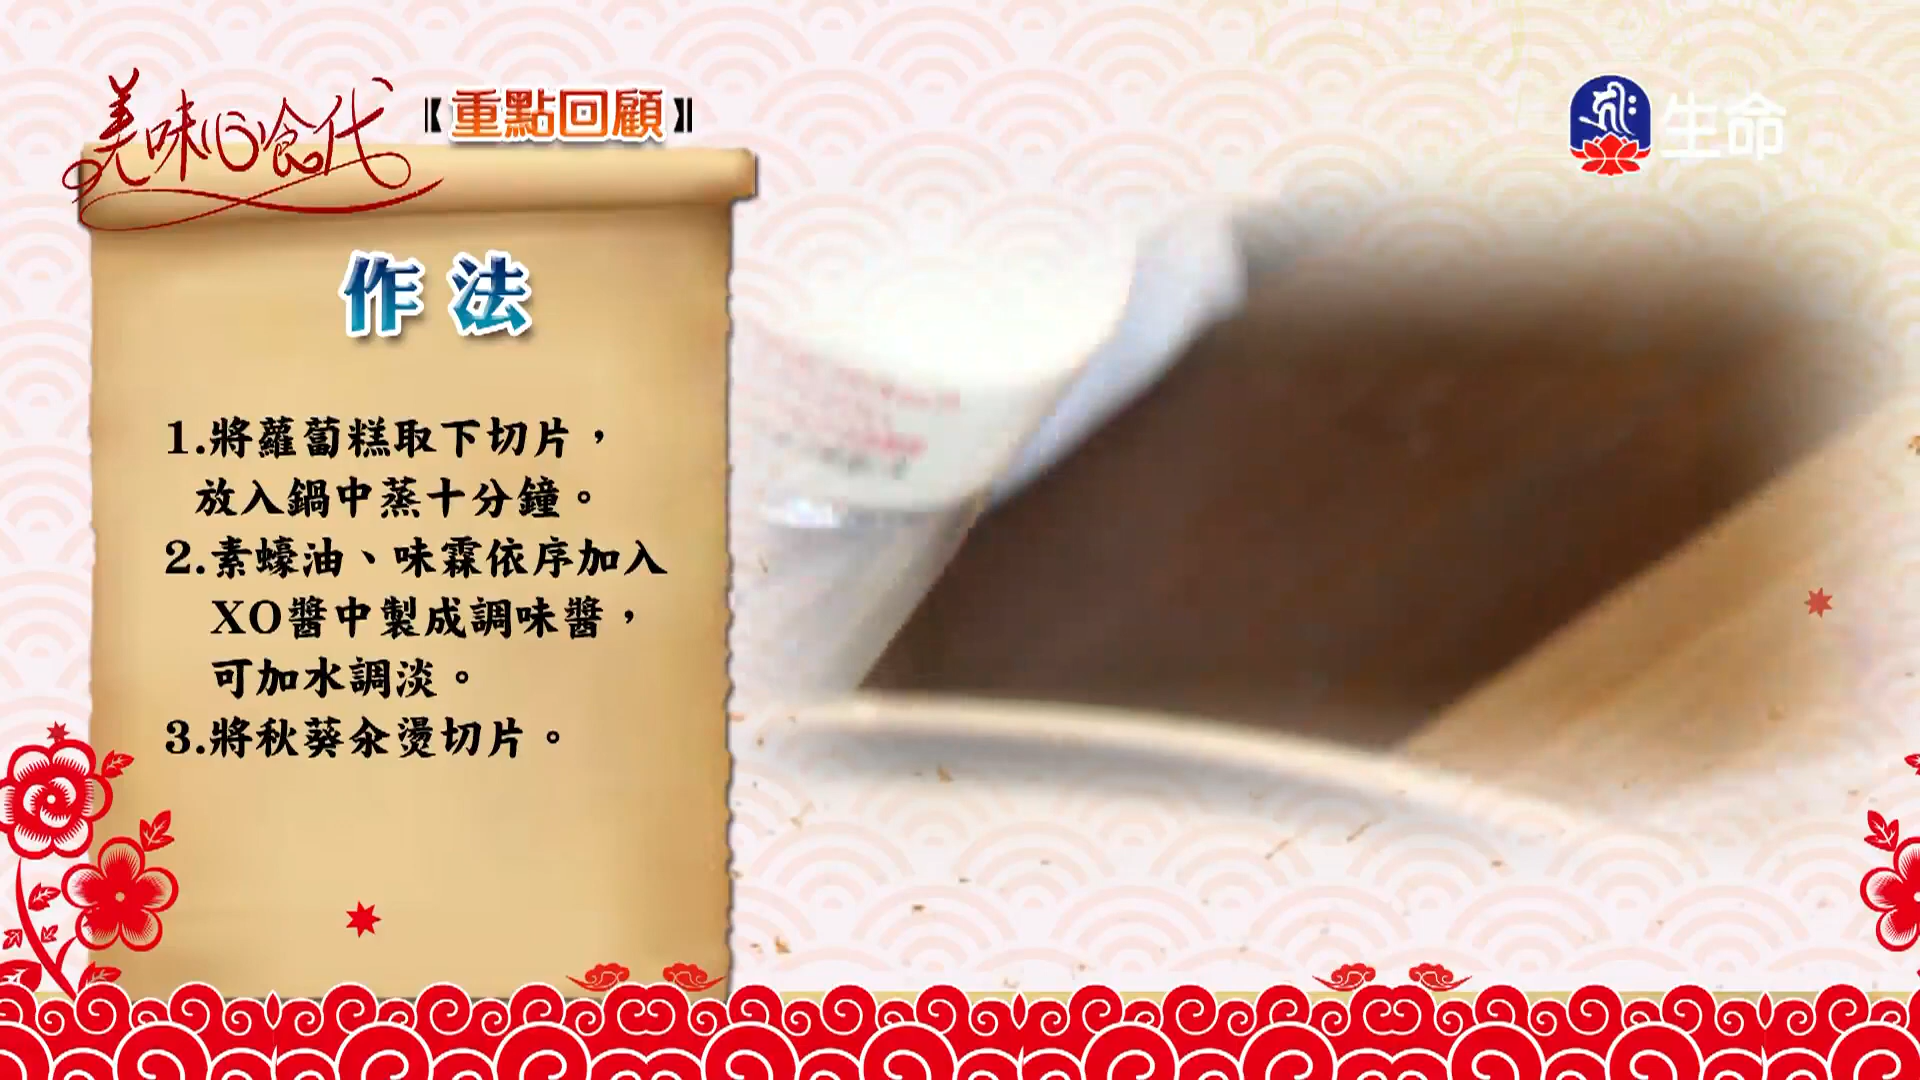 美味心食代
【重點回顧】
生命
作法
1.將蘿蔔糕取下切片，
放入鍋中蒸十分鐘。
2.素蠔油、味霖依序加入
XO醬中製成調味醬，
可加水調淡。
3.將秋葵汆燙切片。